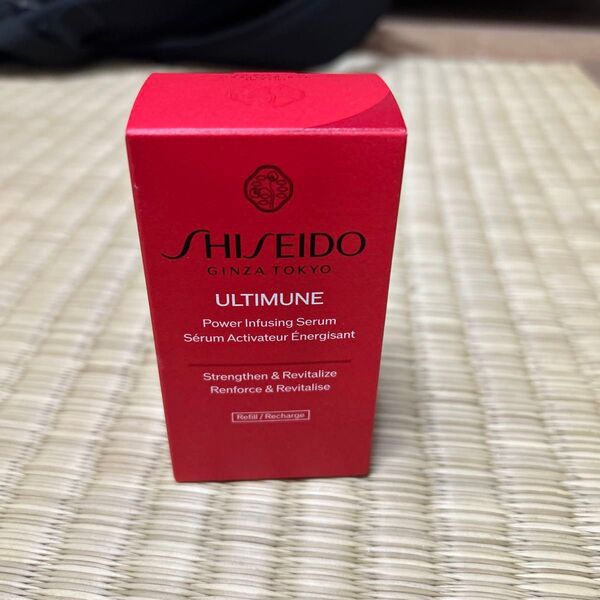 SHISEIDO
GINZA TOKYO
ULTIMUNE
Power Infusing Serum
Sérum Activateur Énergisant
Strengthen & Revitalize
Renforce & Revitalise
Refill / Recharge